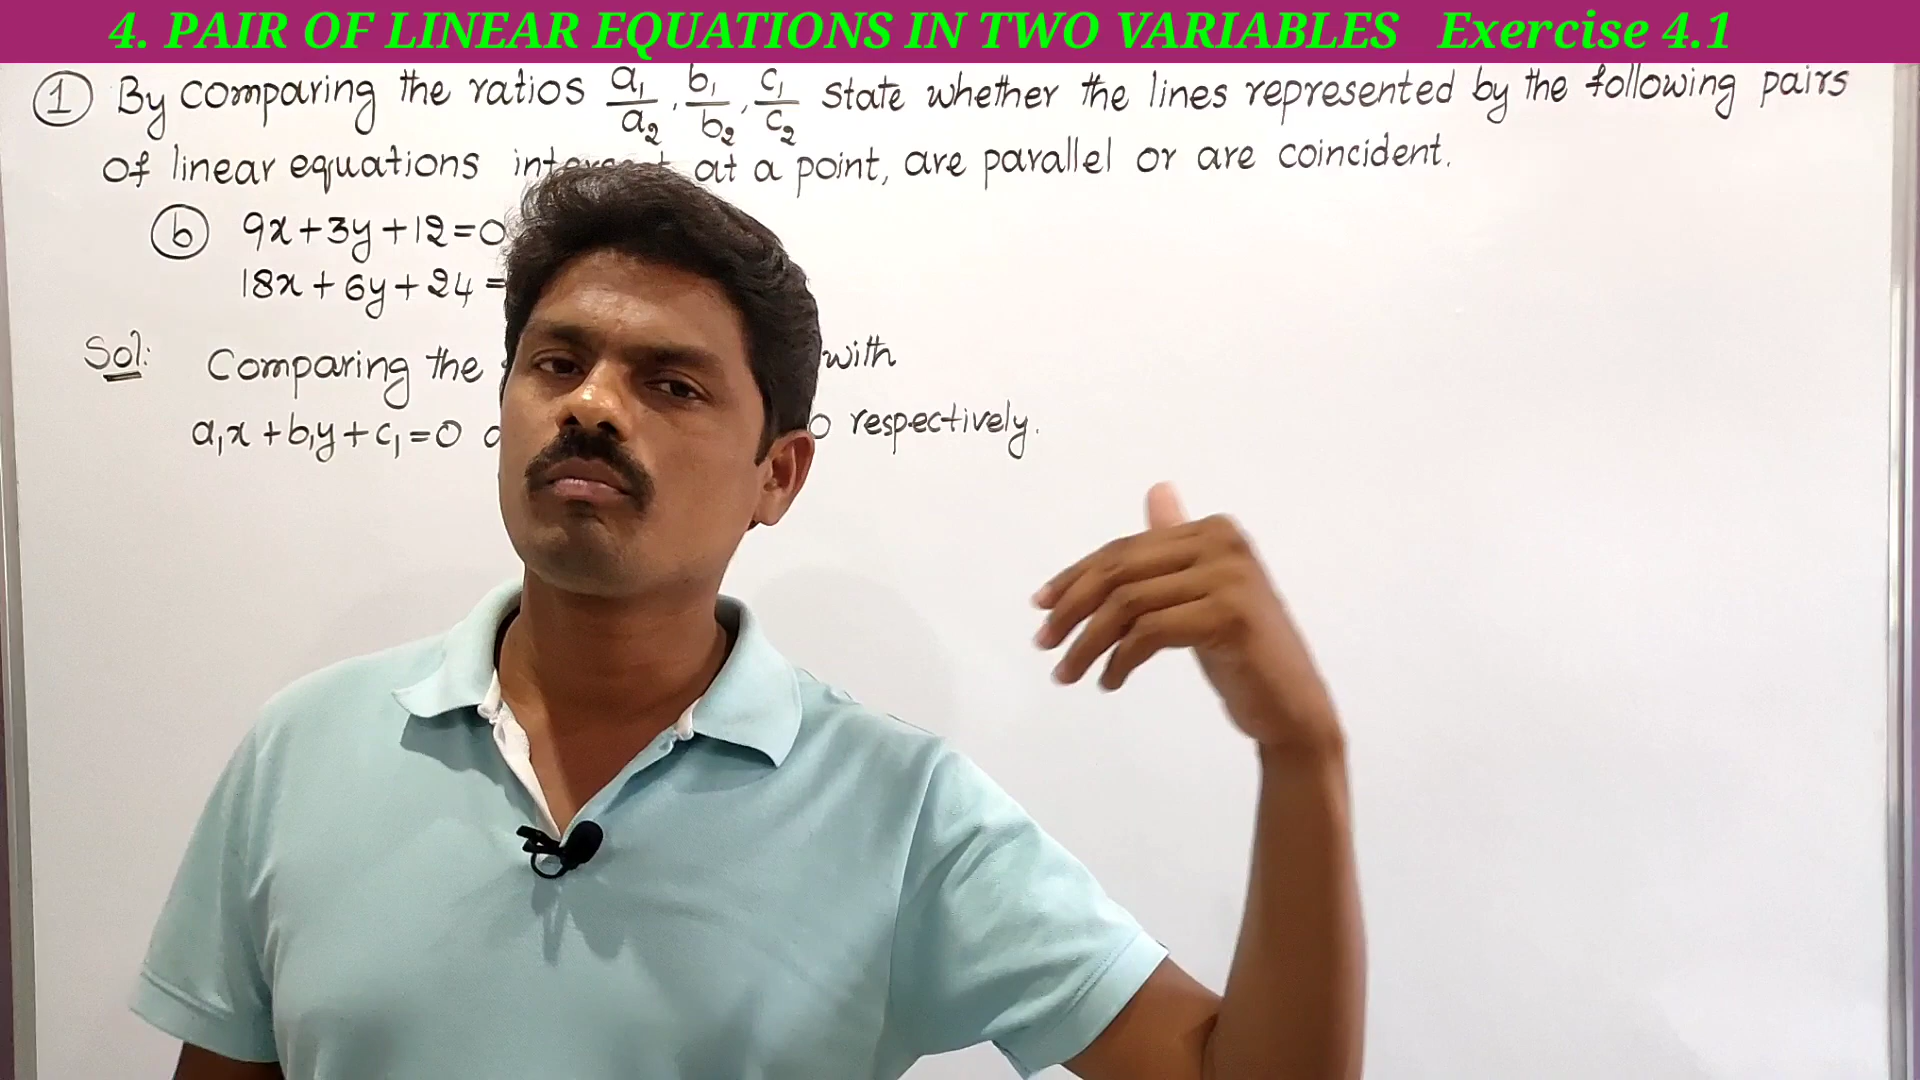 4. PAIR OF LINEAR EQUATIONS IN TWO VARIABLES Exercise 4.1
1 By comparing the ratios a₁/a₂, b₁/b₂, c₁/c₂ state whether the lines represented by the following pairs
of linear equations at a point, are parallel or are coincident.
b 9x+3y+12=0
18x+6y+24=
Sol: Comparing the with
a₁x+b₁y+c₁=0 0 respectively.